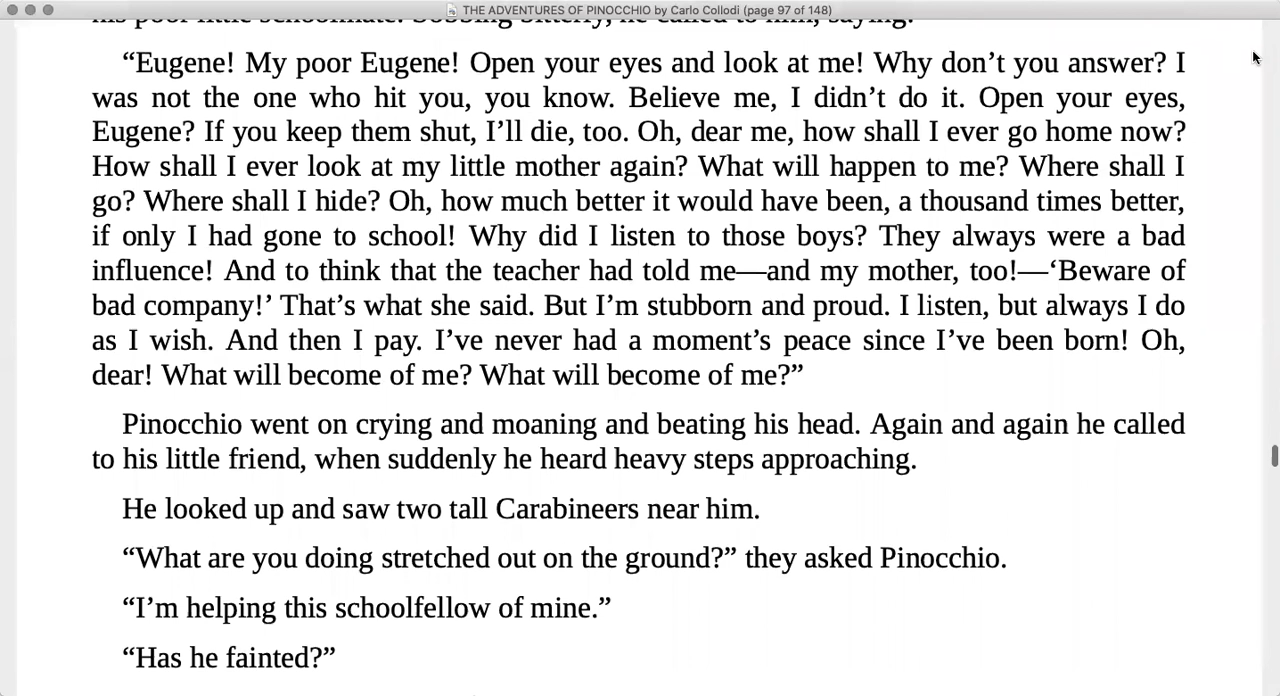 THE ADVENTURES OF PINOCCHIO by Carlo Collodi (page 97 of 148)
his poor little schoolmate. Sobbing bitterly, he called to him, saying:
“Eugene! My poor Eugene! Open your eyes and look at me! Why don’t you answer? I
was not the one who hit you, you know. Believe me, I didn’t do it. Open your eyes,
Eugene? If you keep them shut, I’ll die, too. Oh, dear me, how shall I ever go home now?
How shall I ever look at my little mother again? What will happen to me? Where shall I
go? Where shall I hide? Oh, how much better it would have been, a thousand times better,
if only I had gone to school! Why did I listen to those boys? They always were a bad
influence! And to think that the teacher had told me—and my mother, too!—‘Beware of
bad company!’ That’s what she said. But I’m stubborn and proud. I listen, but always I do
as I wish. And then I pay. I’ve never had a moment’s peace since I’ve been born! Oh,
dear! What will become of me? What will become of me?”
Pinocchio went on crying and moaning and beating his head. Again and again he called
to his little friend, when suddenly he heard heavy steps approaching.
He looked up and saw two tall Carabineers near him.
“What are you doing stretched out on the ground?” they asked Pinocchio.
“I’m helping this schoolfellow of mine.”
“Has he fainted?”